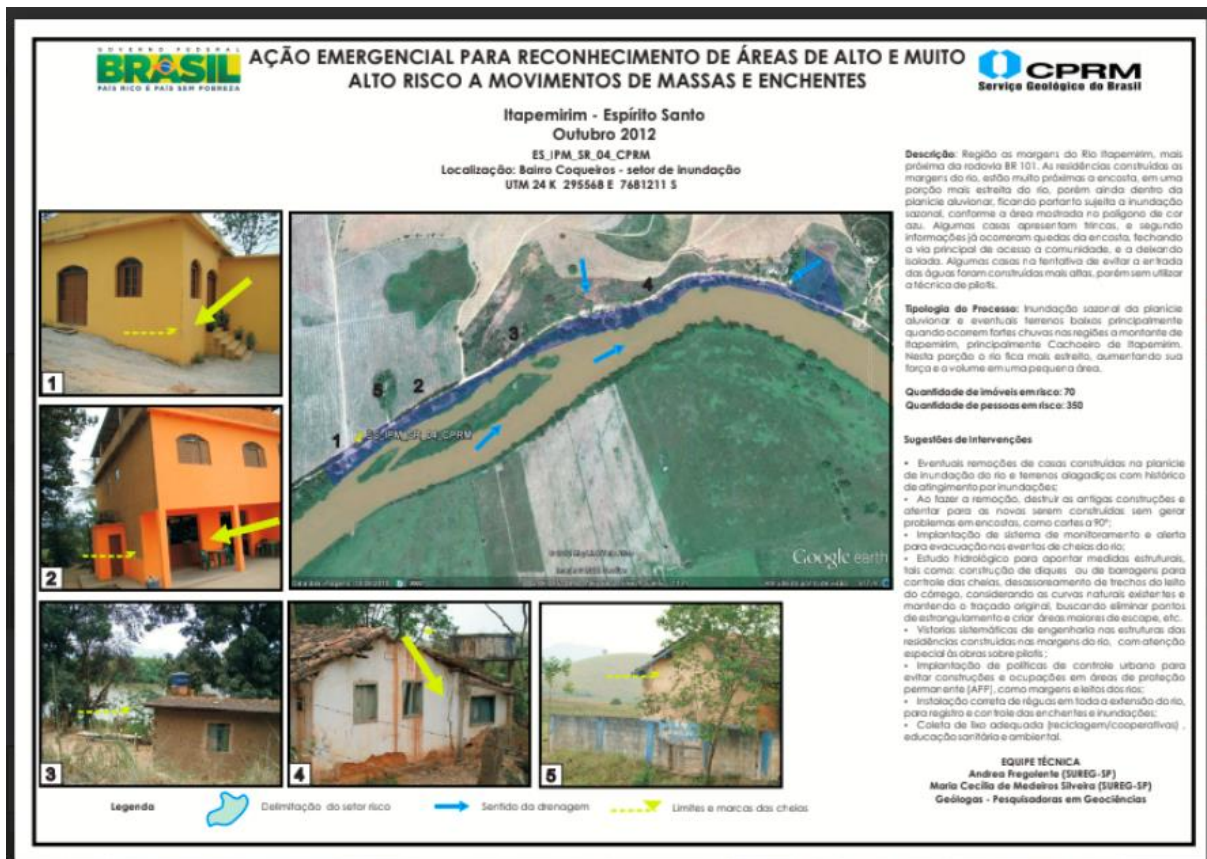 GOVERNO FEDERAL
BRASIL
PAÍS RICO É PAÍS SEM POBREZA
AÇÃO EMERGENCIAL PARA RECONHECIMENTO DE ÁREAS DE ALTO E MUITO
ALTO RISCO A MOVIMENTOS DE MASSAS E ENCHENTES
CPRM
Serviço Geológico do Brasil
Itapemirim - Espírito Santo
Outubro 2012
ES_IPM_SR_04_CPRM
Localização: Bairro Coqueiros - setor de inundação
UTM 24 K 295568 E 7681211 S
1
2
3
4
5
1
2
S
3
4
ES_IPM_SR_04_CPRM
Google earth
Descrição: Região as margens do Rio Itapemirim, mais
próxima da rodovia BR 101. As residências construídas as
margens do rio, estão muito próximas a encosta, em uma
porção mais estreita do rio, porém ainda dentro da
planície aluvionar, ficando portanto sujeita a inundação
sazonal, conforme a área mostrada no polígono de cor
azu. Algumas casas apresentam trincas, e segundo
informações já ocorreram quedas da encosta, fechando
a via principal de acesso a comunidade, e a deixando
isolada. Algumas casas na tentativa de evitar a entrada
das águas foram construídas mais altas, porém sem utilizar
a técnica de pilotis.
Tipologia do Processo: Inundação sazonal da planície
aluvionar e eventuais terrenos baixos principalmente
quando ocorrem fortes chuvas nas regiões a montante de
Itapemirim, principalmente Cachoeiro de Itapemirim.
Nesta porção o rio fica mais estreito, aumentando sua
força e a volume em uma pequena área.
Quantidade de imóveis em risco: 70
Quantidade de pessoas em risco: 350
Sugestões de Intervenções
• Eventuais remoções de casas construídas na planície
de inundação do rio e terrenos alagadiços com histórico
de atingimento por inundações;
• Ao fazer a remoção, destruir as antigas construções e
atentar para as novas serem construídas sem gerar
problemas em encostas, como cortes a 90°;
• Implantação de sistema de monitoramento e alerta
para evacuação nos eventos de cheias do rio;
• Estudo hidrológico para apontar medidas estruturais,
tais como: construção de diques ou de barragens para
controle das cheias, desassoreamento de trechos do leito
do córrego, considerando as curvas naturais existentes e
mantendo o traçado original, buscando eliminar pontos
de estrangulamento e criar áreas maiores de escape, etc.
• Vistorias sistemáticas de engenharia nas estruturas das
residências construídas nas margens do rio, com atenção
especial às obras sobre pilotis;
• Implantação de políticas de controle urbano para
evitar construções e ocupações em áreas de proteção
permanente (APP), como margens e leitos dos rios;
• Instalação correta de réguas em toda a extensão do rio,
para registro e controle das enchentes e inundações;
• Coleta de lixo adequada (reciclagem/cooperativas) ,
educação sanitária e ambiental.
EQUIPE TÉCNICA
Andrea Fregolente (SUREG-SP)
Maria Cecília de Medeiros Silveira (SUREG-SP)
Geólogas - Pesquisadoras em Geociências
Legenda
Delimitação do setor risco
Sentido da drenagem
Limites e marcas das cheias